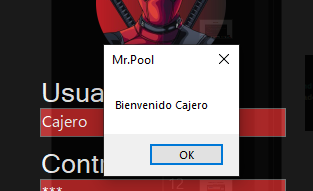 Mr.Pool
Bienvenido Cajero
Usua
Cajero
OK
Contr
***